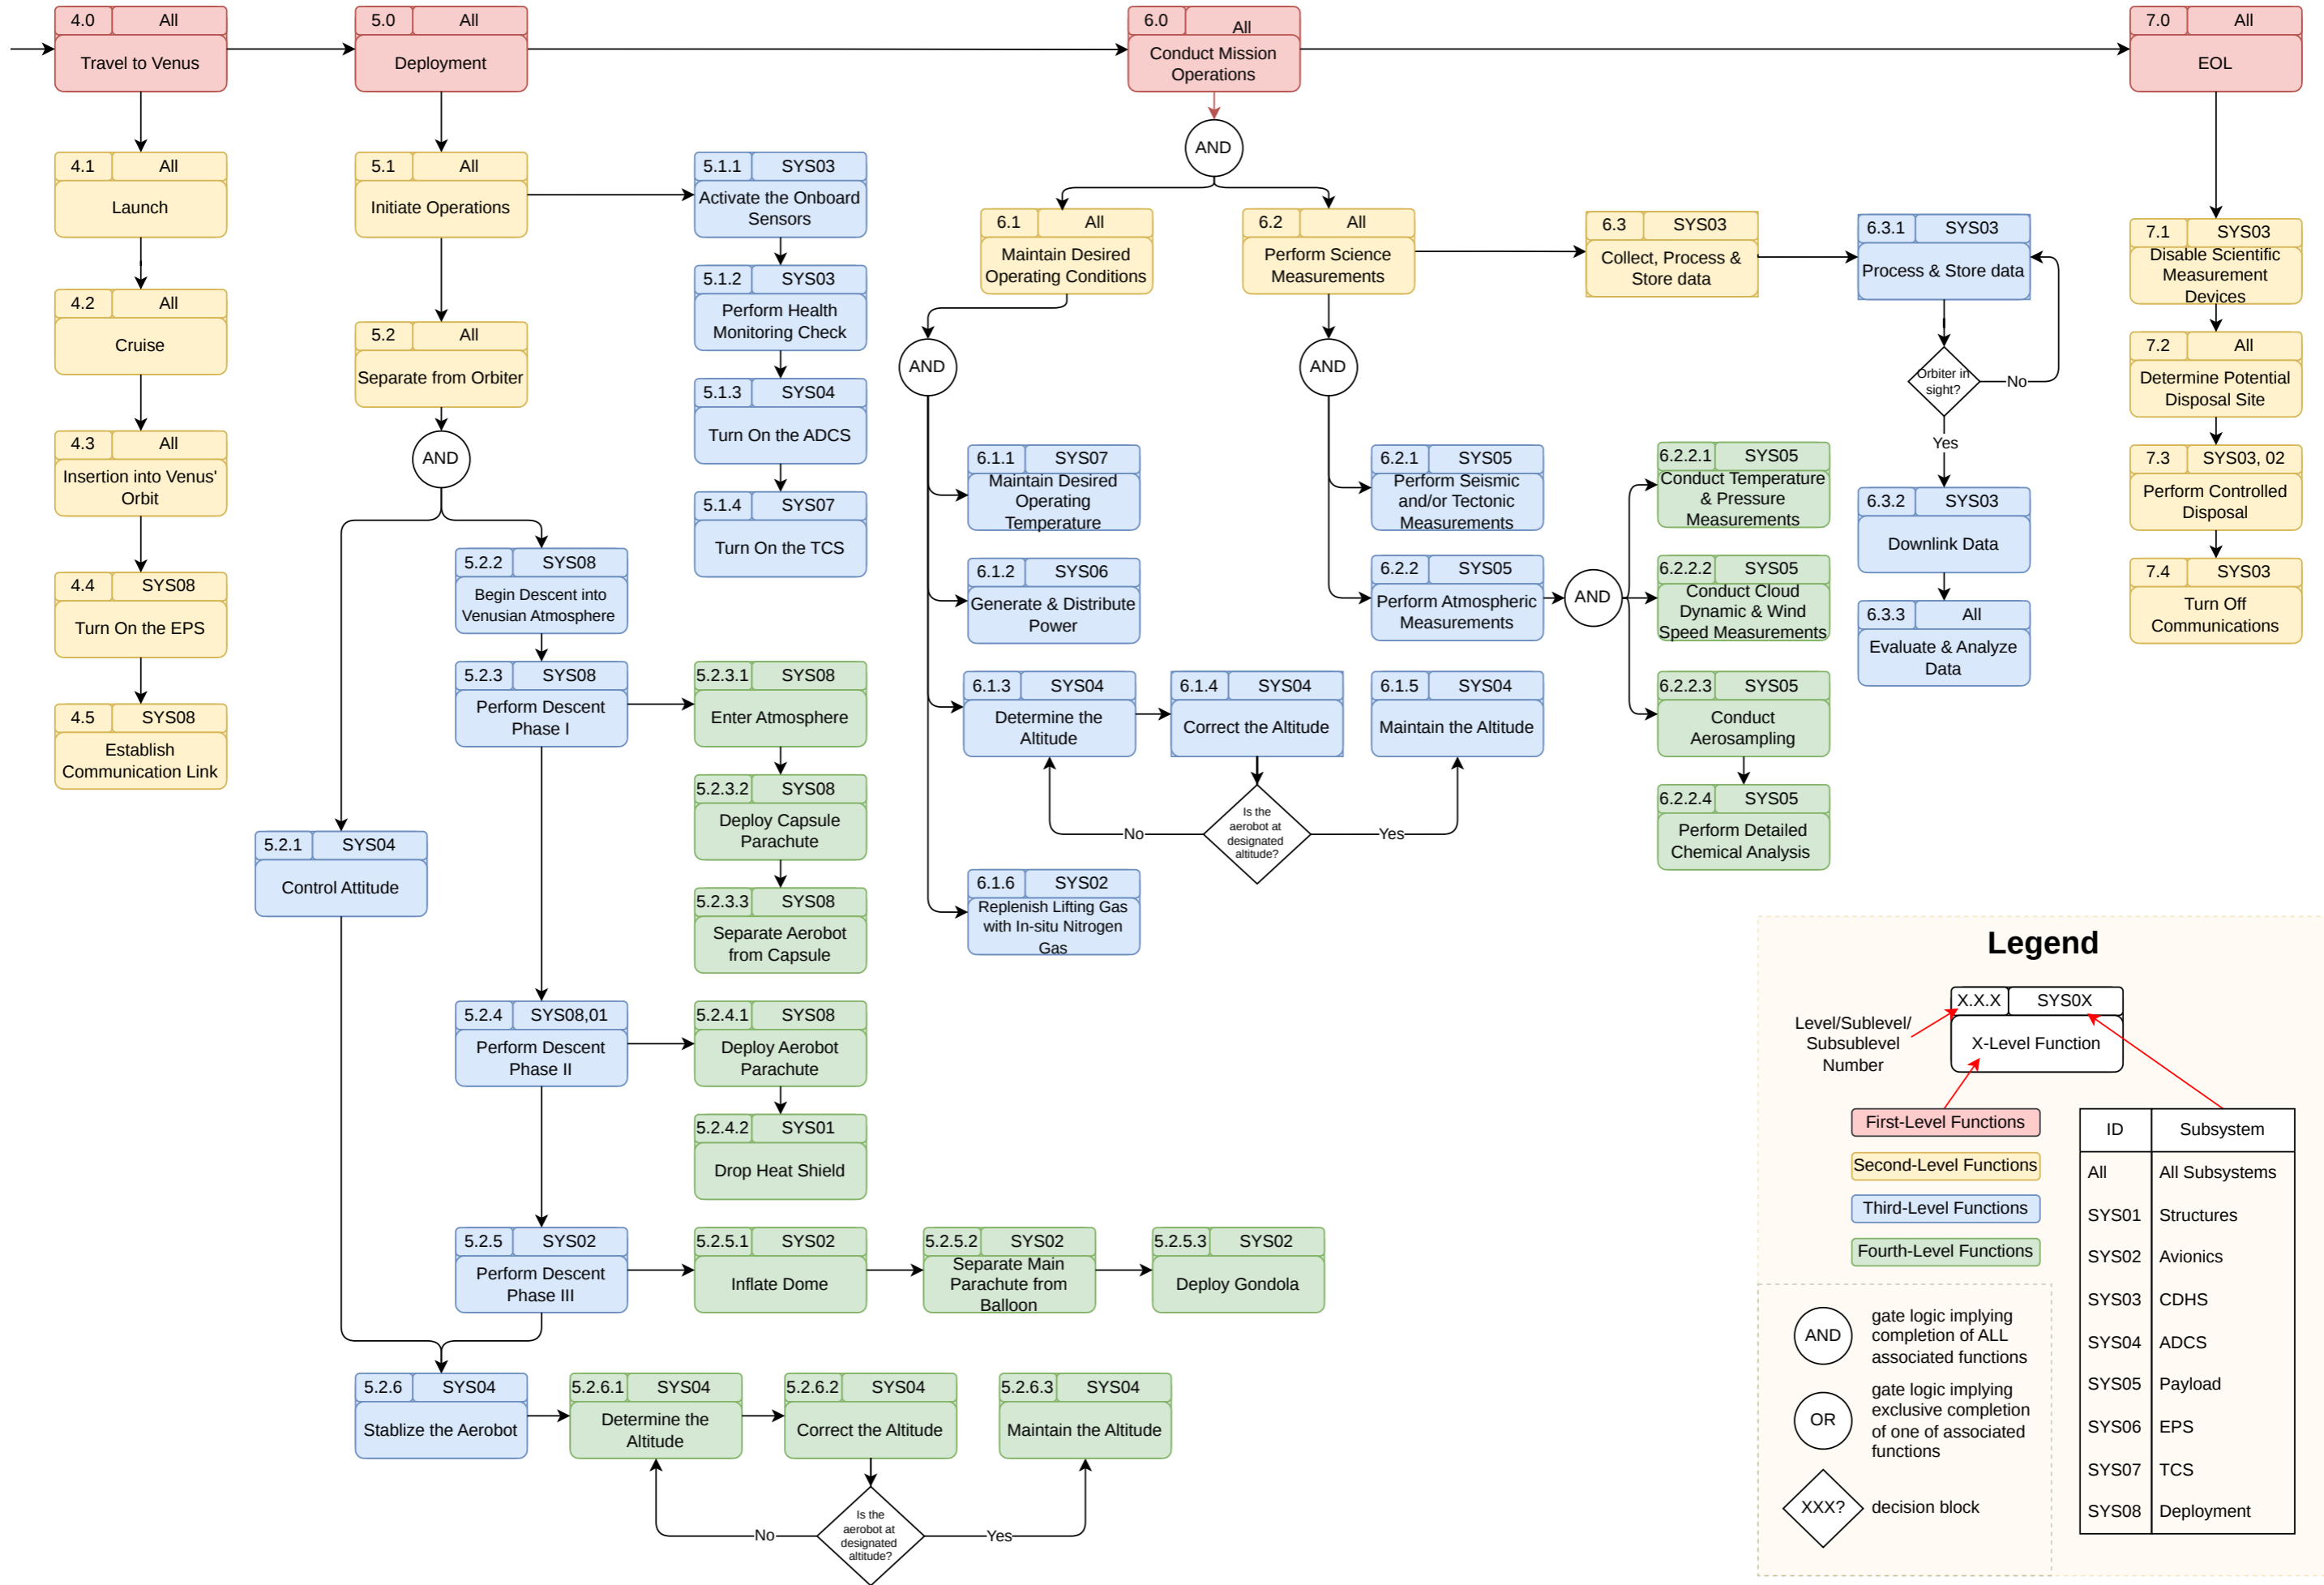 4.0 All
Travel to Venus
5.0 All
Deployment
6.0 All
Conduct Mission
Operations
7.0 All
EOL
4.1 All
Launch
4.2 All
Cruise
4.3 All
Insertion into Venus'
Orbit
4.4 SYS08
Turn On the EPS
4.5 SYS08
Establish
Communication Link
5.1 All
Initiate Operations
5.2 All
Separate from Orbiter
AND
5.1.1 SYS03
Activate the Onboard
Sensors
5.1.2 SYS03
Perform Health
Monitoring Check
5.1.3 SYS04
Turn On the ADCS
5.1.4 SYS07
Turn On the TCS
5.2.1 SYS04
Control Attitude
5.2.2 SYS08
Begin Descent into
Venusian Atmosphere
5.2.3 SYS08
Perform Descent
Phase I
5.2.3.1 SYS08
Enter Atmosphere
5.2.3.2 SYS08
Deploy Capsule
Parachute
5.2.3.3 SYS08
Separate Aerobot
from Capsule
5.2.4 SYS08,01
Perform Descent
Phase II
5.2.4.1 SYS08
Deploy Aerobot
Parachute
5.2.4.2 SYS01
Drop Heat Shield
5.2.5 SYS02
Perform Descent
Phase III
5.2.5.1 SYS02
Inflate Dome
5.2.5.2 SYS02
Separate Main
Parachute from
Balloon
5.2.5.3 SYS02
Deploy Gondola
5.2.6 SYS04
Stablize the Aerobot
5.2.6.1 SYS04
Determine the
Altitude
5.2.6.2 SYS04
Correct the Altitude
5.2.6.3 SYS04
Maintain the Altitude
Is the
aerobot at
designated
altitude?
No
Yes
AND
6.1 All
Maintain Desired
Operating Conditions
AND
6.1.1 SYS07
Maintain Desired
Operating
Temperature
6.1.2 SYS06
Generate & Distribute
Power
6.1.3 SYS04
Determine the
Altitude
6.1.4 SYS04
Correct the Altitude
6.1.5 SYS04
Maintain the Altitude
Is the
aerobot at
designated
altitude?
No
Yes
6.1.6 SYS02
Replenish Lifting Gas
with In-situ Nitrogen
Gas
6.2 All
Perform Science
Measurements
AND
6.2.1 SYS05
Perform Seismic
and/or Tectonic
Measurements
6.2.2 SYS05
Perform Atmospheric
Measurements
AND
6.2.2.1 SYS05
Conduct Temperature
& Pressure
Measurements
6.2.2.2 SYS05
Conduct Cloud
Dynamic & Wind
Speed Measurements
6.2.2.3 SYS05
Conduct
Aerosampling
6.2.2.4 SYS05
Perform Detailed
Chemical Analysis
6.3 SYS03
Collect, Process &
Store data
6.3.1 SYS03
Process & Store data
Orbiter in
sight?
No
Yes
6.3.2 SYS03
Downlink Data
6.3.3 All
Evaluate & Analyze
Data
7.1 SYS03
Disable Scientific
Measurement
Devices
7.2 All
Determine Potential
Disposal Site
7.3 SYS03, 02
Perform Controlled
Disposal
7.4 SYS03
Turn Off
Communications
Legend
X.X.X SYS0X
X-Level Function
Level/Sublevel/
Subsublevel
Number
First-Level Functions
Second-Level Functions
Third-Level Functions
Fourth-Level Functions
AND
gate logic implying
completion of ALL
associated functions
OR
gate logic implying
exclusive completion
of one of associated
functions
XXX?
decision block
ID Subsystem
All All Subsystems
SYS01 Structures
SYS02 Avionics
SYS03 CDHS
SYS04 ADCS
SYS05 Payload
SYS06 EPS
SYS07 TCS
SYS08 Deployment